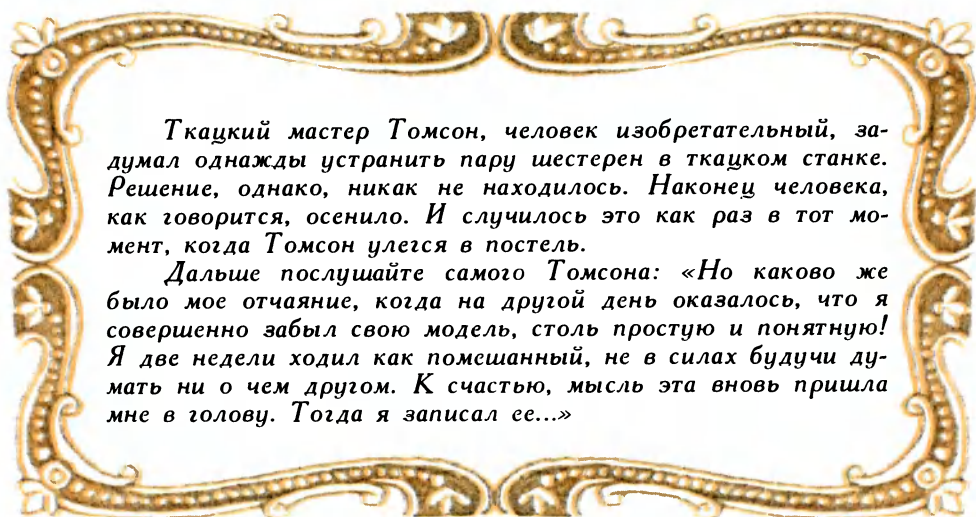 Ткацкий мастер Томсон, человек изобретательный, за-
думал однажды устранить пару шестерен в ткацком станке.
Решение, однако, никак не находилось. Наконец человека,
как говорится, осенило. И случилось это как раз в тот мо-
мент, когда Томсон улегся в постель.
Дальше послушайте самого Томсона: «Но каково же
было мое отчаяние, когда на другой день оказалось, что я
совершенно забыл свою модель, столь простую и понятную!
Я две недели ходил как помешанный, не в силах будучи ду-
мать ни о чем другом. К счастью, мысль эта вновь пришла
мне в голову. Тогда я записал ее...»